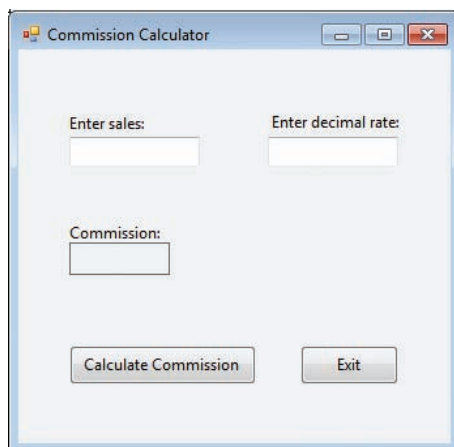 Commission Calculator
Enter sales:
Enter decimal rate:
Commission:
Calculate Commission
Exit